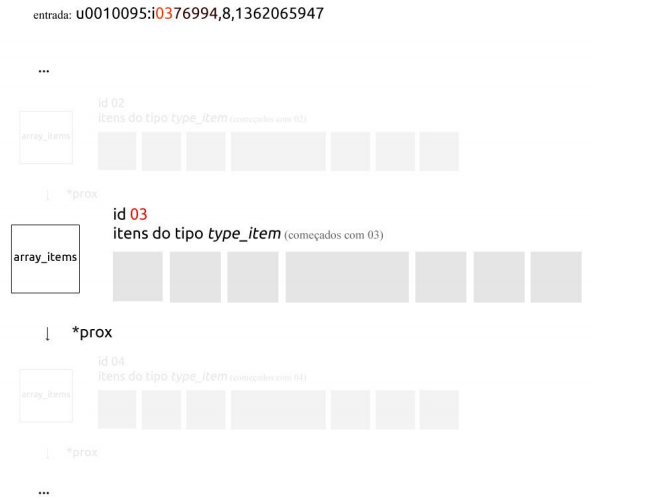 entrada: u0010095:i0376994,8,1362065947
...
id 02
itens do tipo type_item (começados com 02)
array_items
*prox
id 03
itens do tipo type_item (começados com 03)
array_items
*prox
id 04
itens do tipo type_item (começados com 04)
array_items
*prox
...